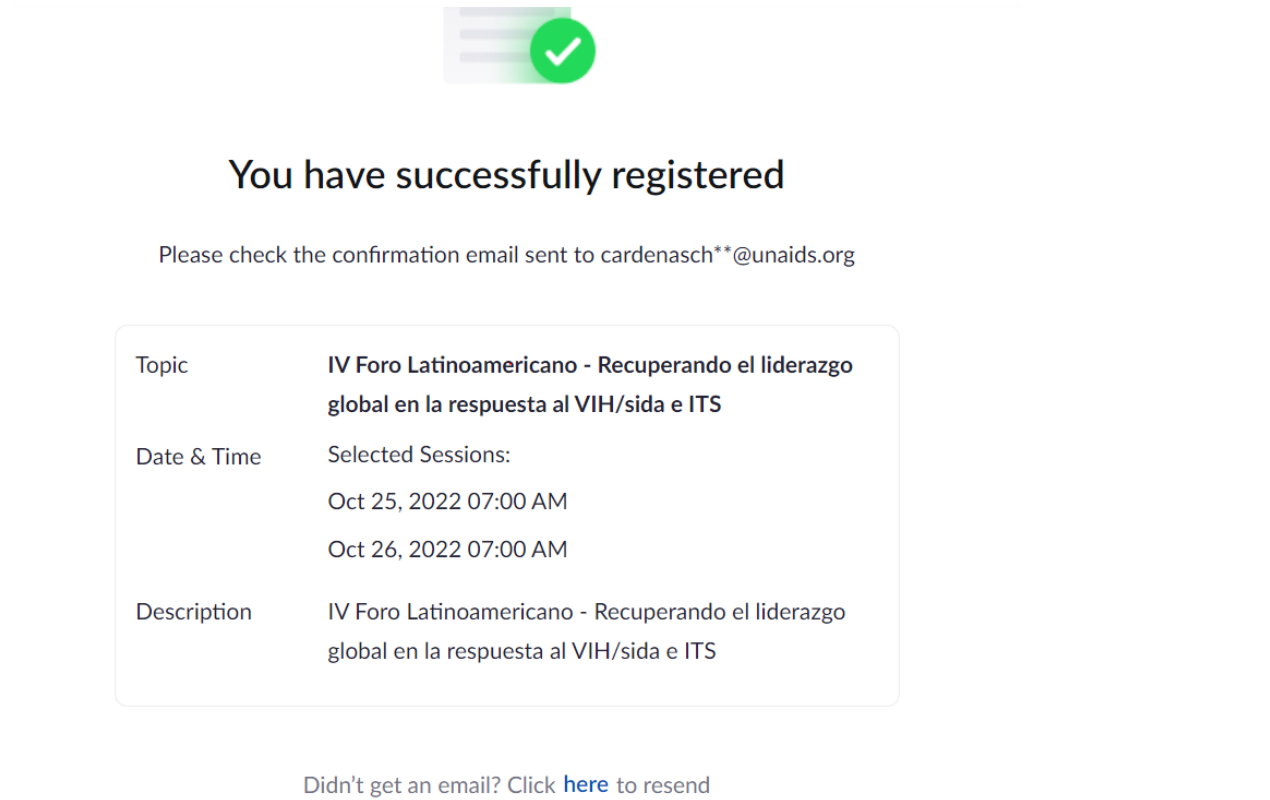 You have successfully registered
Please check the confirmation email sent to cardenasch**@unaids.org
Topic
IV Foro Latinoamericano - Recuperando el liderazgo
global en la respuesta al VIH/sida e ITS
Date & Time
Selected Sessions:
Oct 25, 2022 07:00 AM
Oct 26, 2022 07:00 AM
Description
IV Foro Latinoamericano - Recuperando el liderazgo
global en la respuesta al VIH/sida e ITS
Didn't get an email? Click here to resend